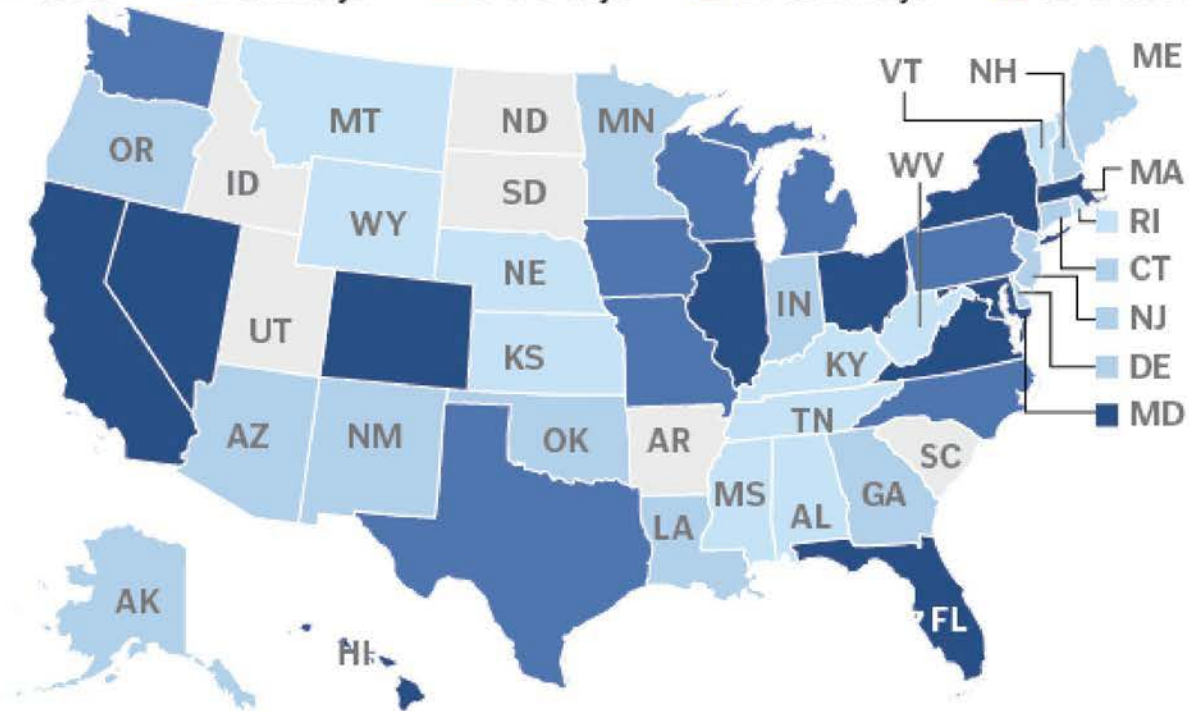 ME
VT NH
MT ND MN
OR
WV
ID SD MA
WY RI
NE CT
IN NJ
UT KS KY DE
MD
AZ NM OK AR TN
SC
MS AL GA
LA
AK
FL
HI